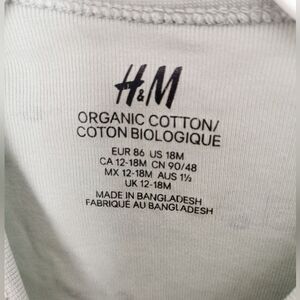 H&M
ORGANIC COTTON/
COTON BIOLOGIQUE
EUR 86 US 18M
CA 12-18M CN 90/48
MX 12-18M AUS 1½
UK 12-18M
MADE IN BANGLADESH
FABRIQUÉ AU BANGLADESH